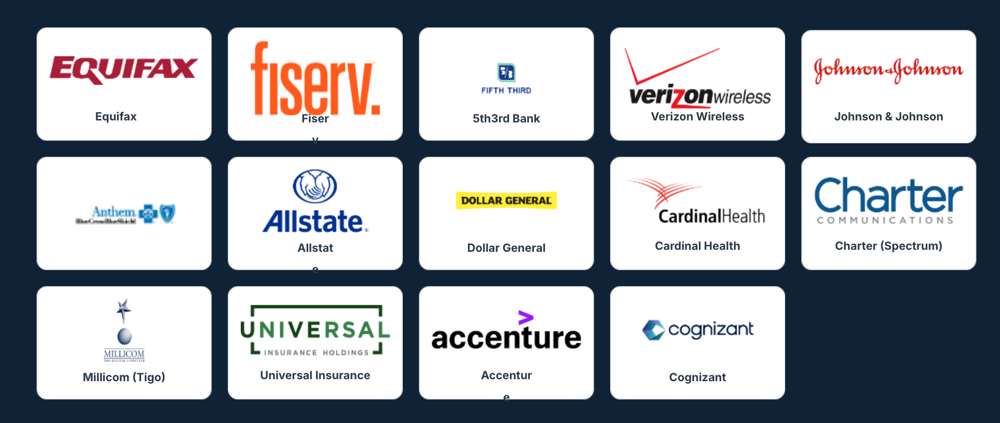 EQUIFAX
Equifax
fiserv.
Fiser
v
5/3
FIFTH THIRD
5th3rd Bank
verizonwireless
Verizon Wireless
Johnson&Johnson
Johnson & Johnson
Anthem
BlueCrossBlueShield
Allstate®
Allstat
e
DOLLAR GENERAL
Dollar General
CardinalHealth
Cardinal Health
Charter
COMMUNICATIONS
Charter (Spectrum)
MILLICOM
THE DIGITAL LIFESTYLE
Millicom (Tigo)
UNIVERSAL
INSURANCE HOLDINGS
Universal Insurance
accenture
Accentur
e
cognizant
Cognizant